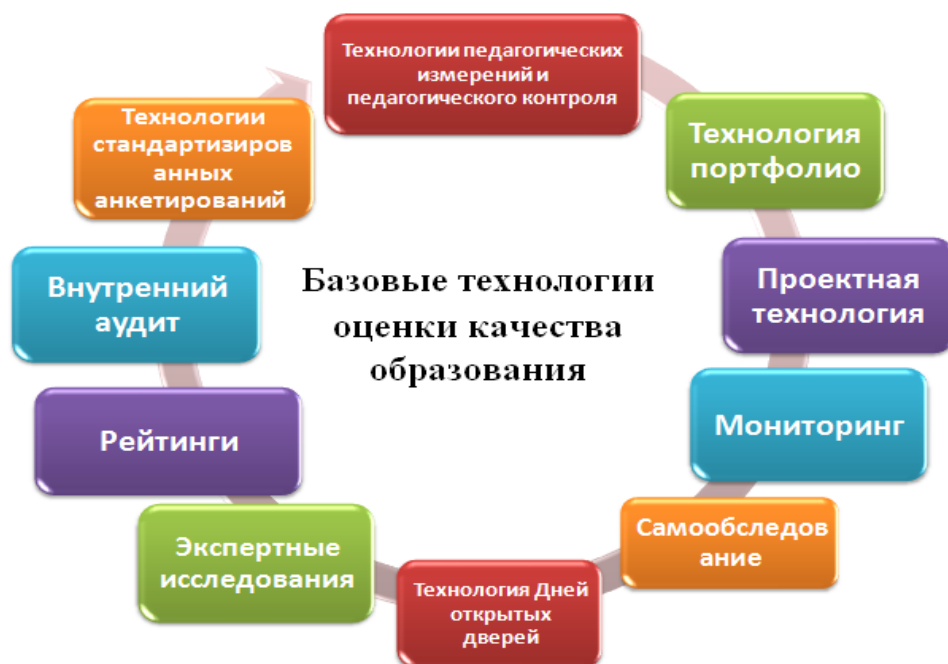 Технологии педагогических
измерений и
педагогического контроля
Технология
портфолио
Проектная
технология
Мониторинг
Самообследов
ание
Технология Дней
открытых
дверей
Экспертные
исследования
Рейтинги
Внутренний
аудит
Технологии
стандартизиров
анных
анкетирований
Базовые технологии
оценки качества
образования